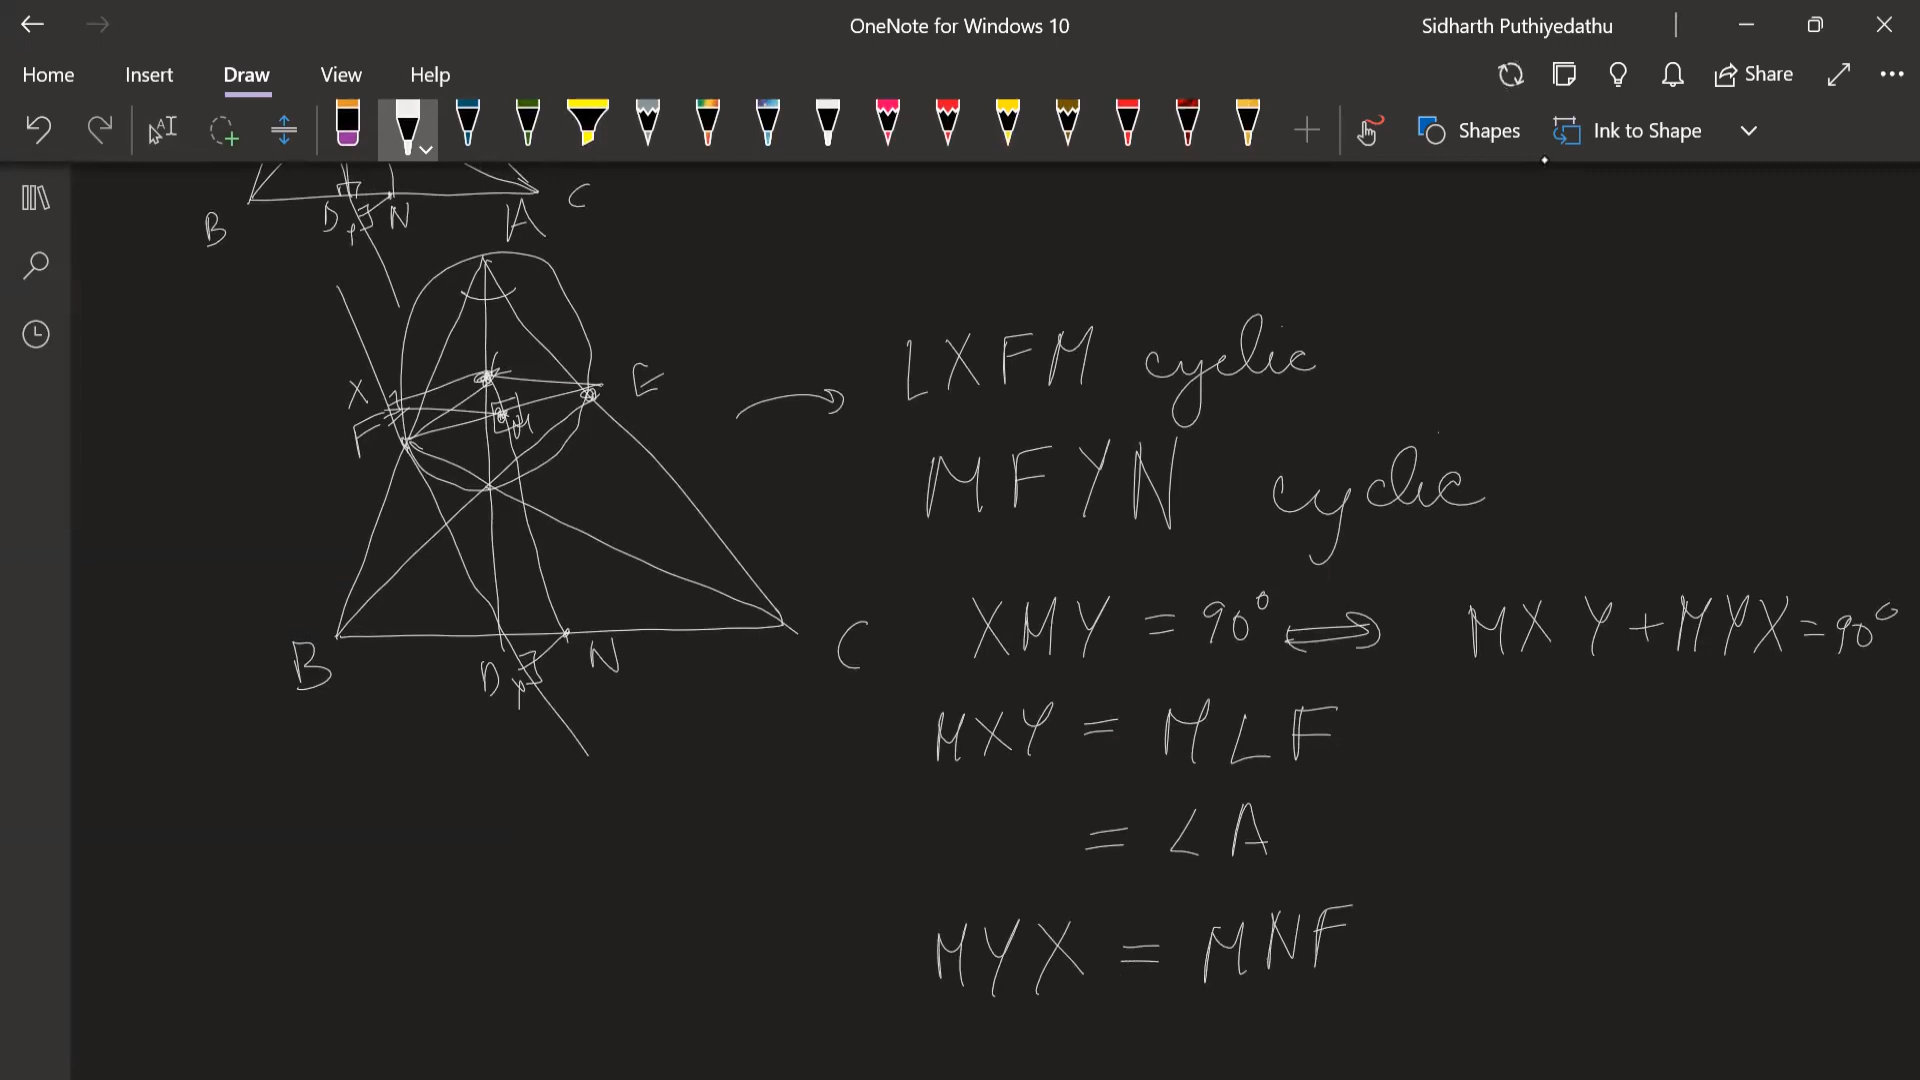 OneNote for Windows 10
Sidharth Puthiyedathu
Home Insert Draw View Help
Share
Shapes
Ink to Shape
B D N A C
Y
X
F
E
M
B D Y N C
LXFM cyclic
MFYN cyclic
XMY = 90° ⟺ MXY + MYX = 90°
MXY = MLF
= ∠A
MYX = MNF